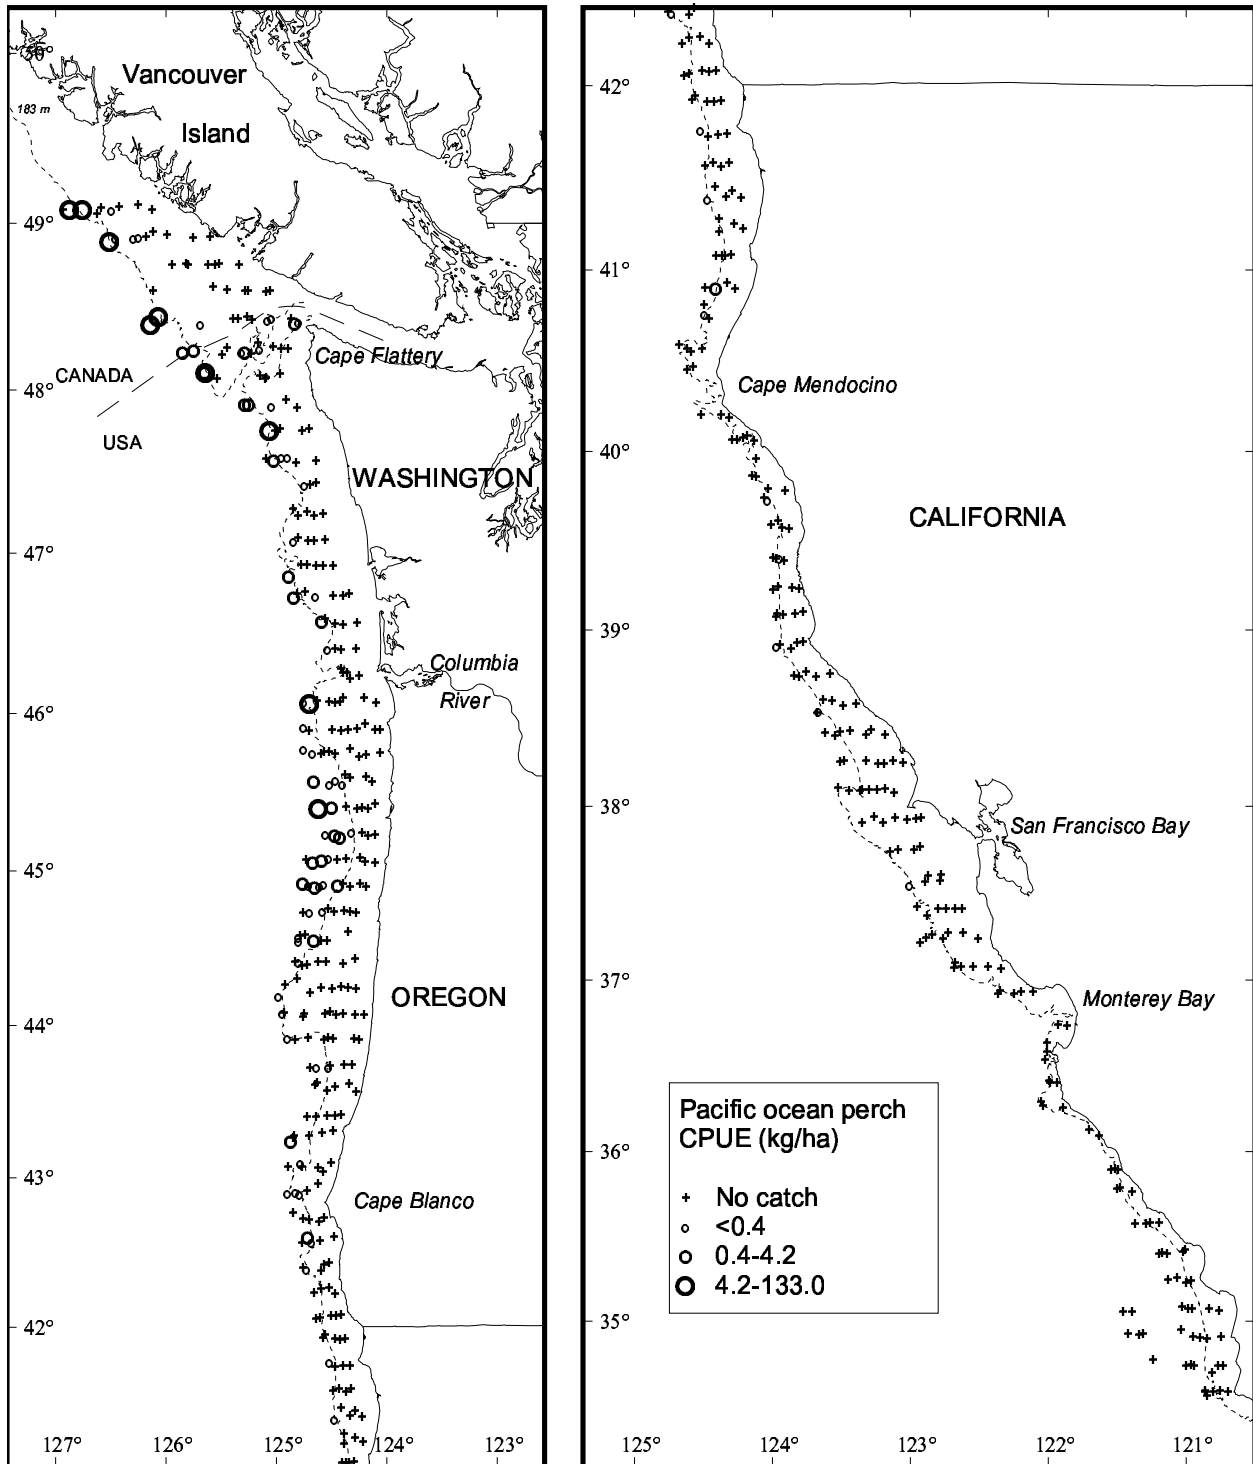 50°
Vancouver
Island
183 m
49°
48°
CANADA
USA
Cape Flattery
WASHINGTON
47°
Columbia
River
46°
45°
OREGON
44°
43°
Cape Blanco
42°
127°
126°
125°
124°
123°
42°
41°
Cape Mendocino
40°
CALIFORNIA
39°
38°
San Francisco Bay
37°
Monterey Bay
Pacific ocean perch
CPUE (kg/ha)
No catch
<0.4
0.4-4.2
4.2-133.0
36°
35°
125°
124°
123°
122°
121°